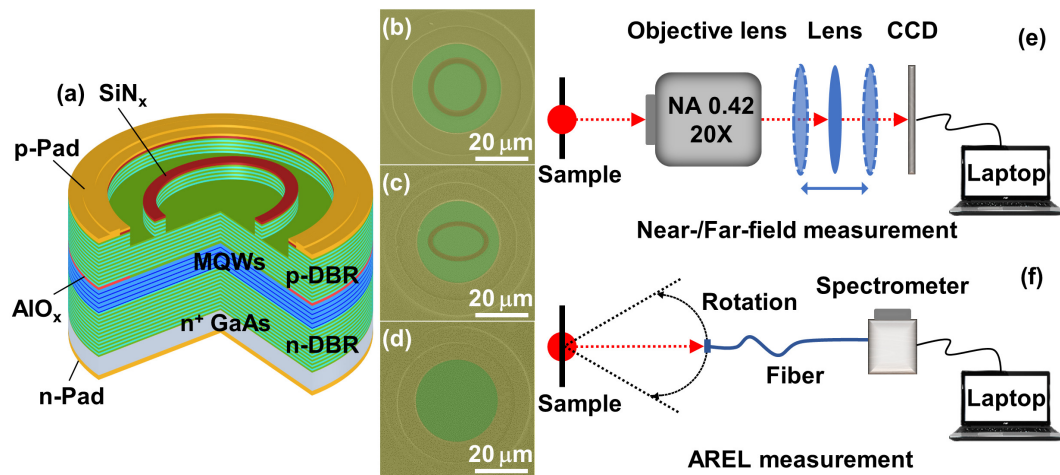 (a)
SiNx
p-Pad
MQWs
p-DBR
AlOx
n+ GaAs
n-DBR
n-Pad
(b)
20 μm
(c)
20 μm
(d)
20 μm
Objective lens
Lens
CCD
(e)
NA 0.42
20X
Sample
Laptop
Near-/Far-field measurement
(f)
Rotation
Spectrometer
Fiber
Sample
Laptop
AREL measurement